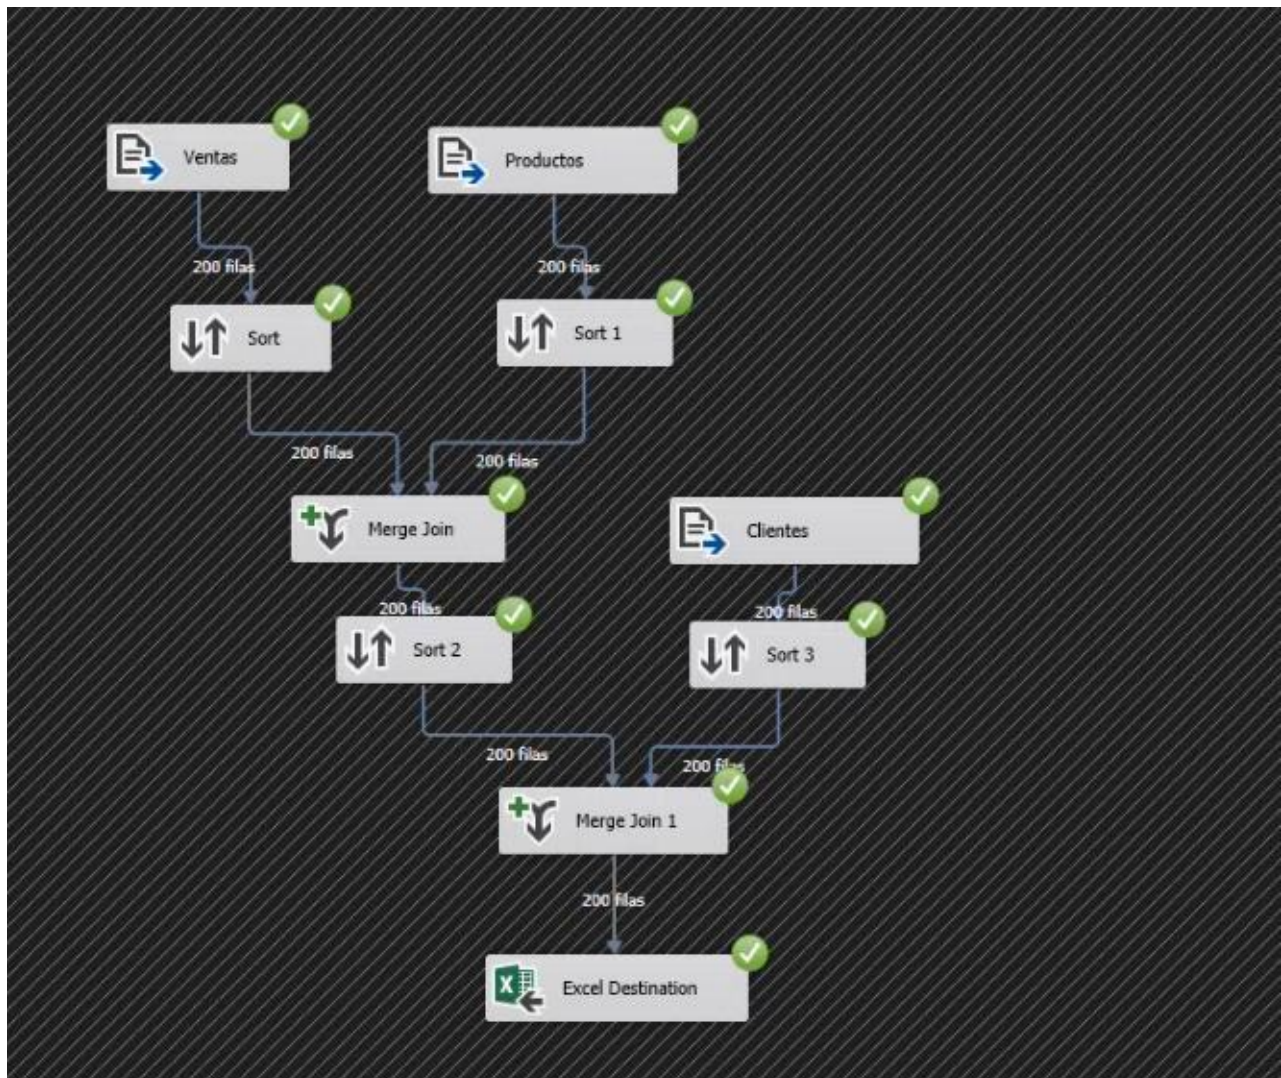 Ventas
Productos
200 filas
200 filas
Sort
Sort 1
200 filas
200 filas
Merge Join
Clientes
200 filas
200 filas
Sort 2
Sort 3
200 filas
200 filas
Merge Join 1
200 filas
Excel Destination